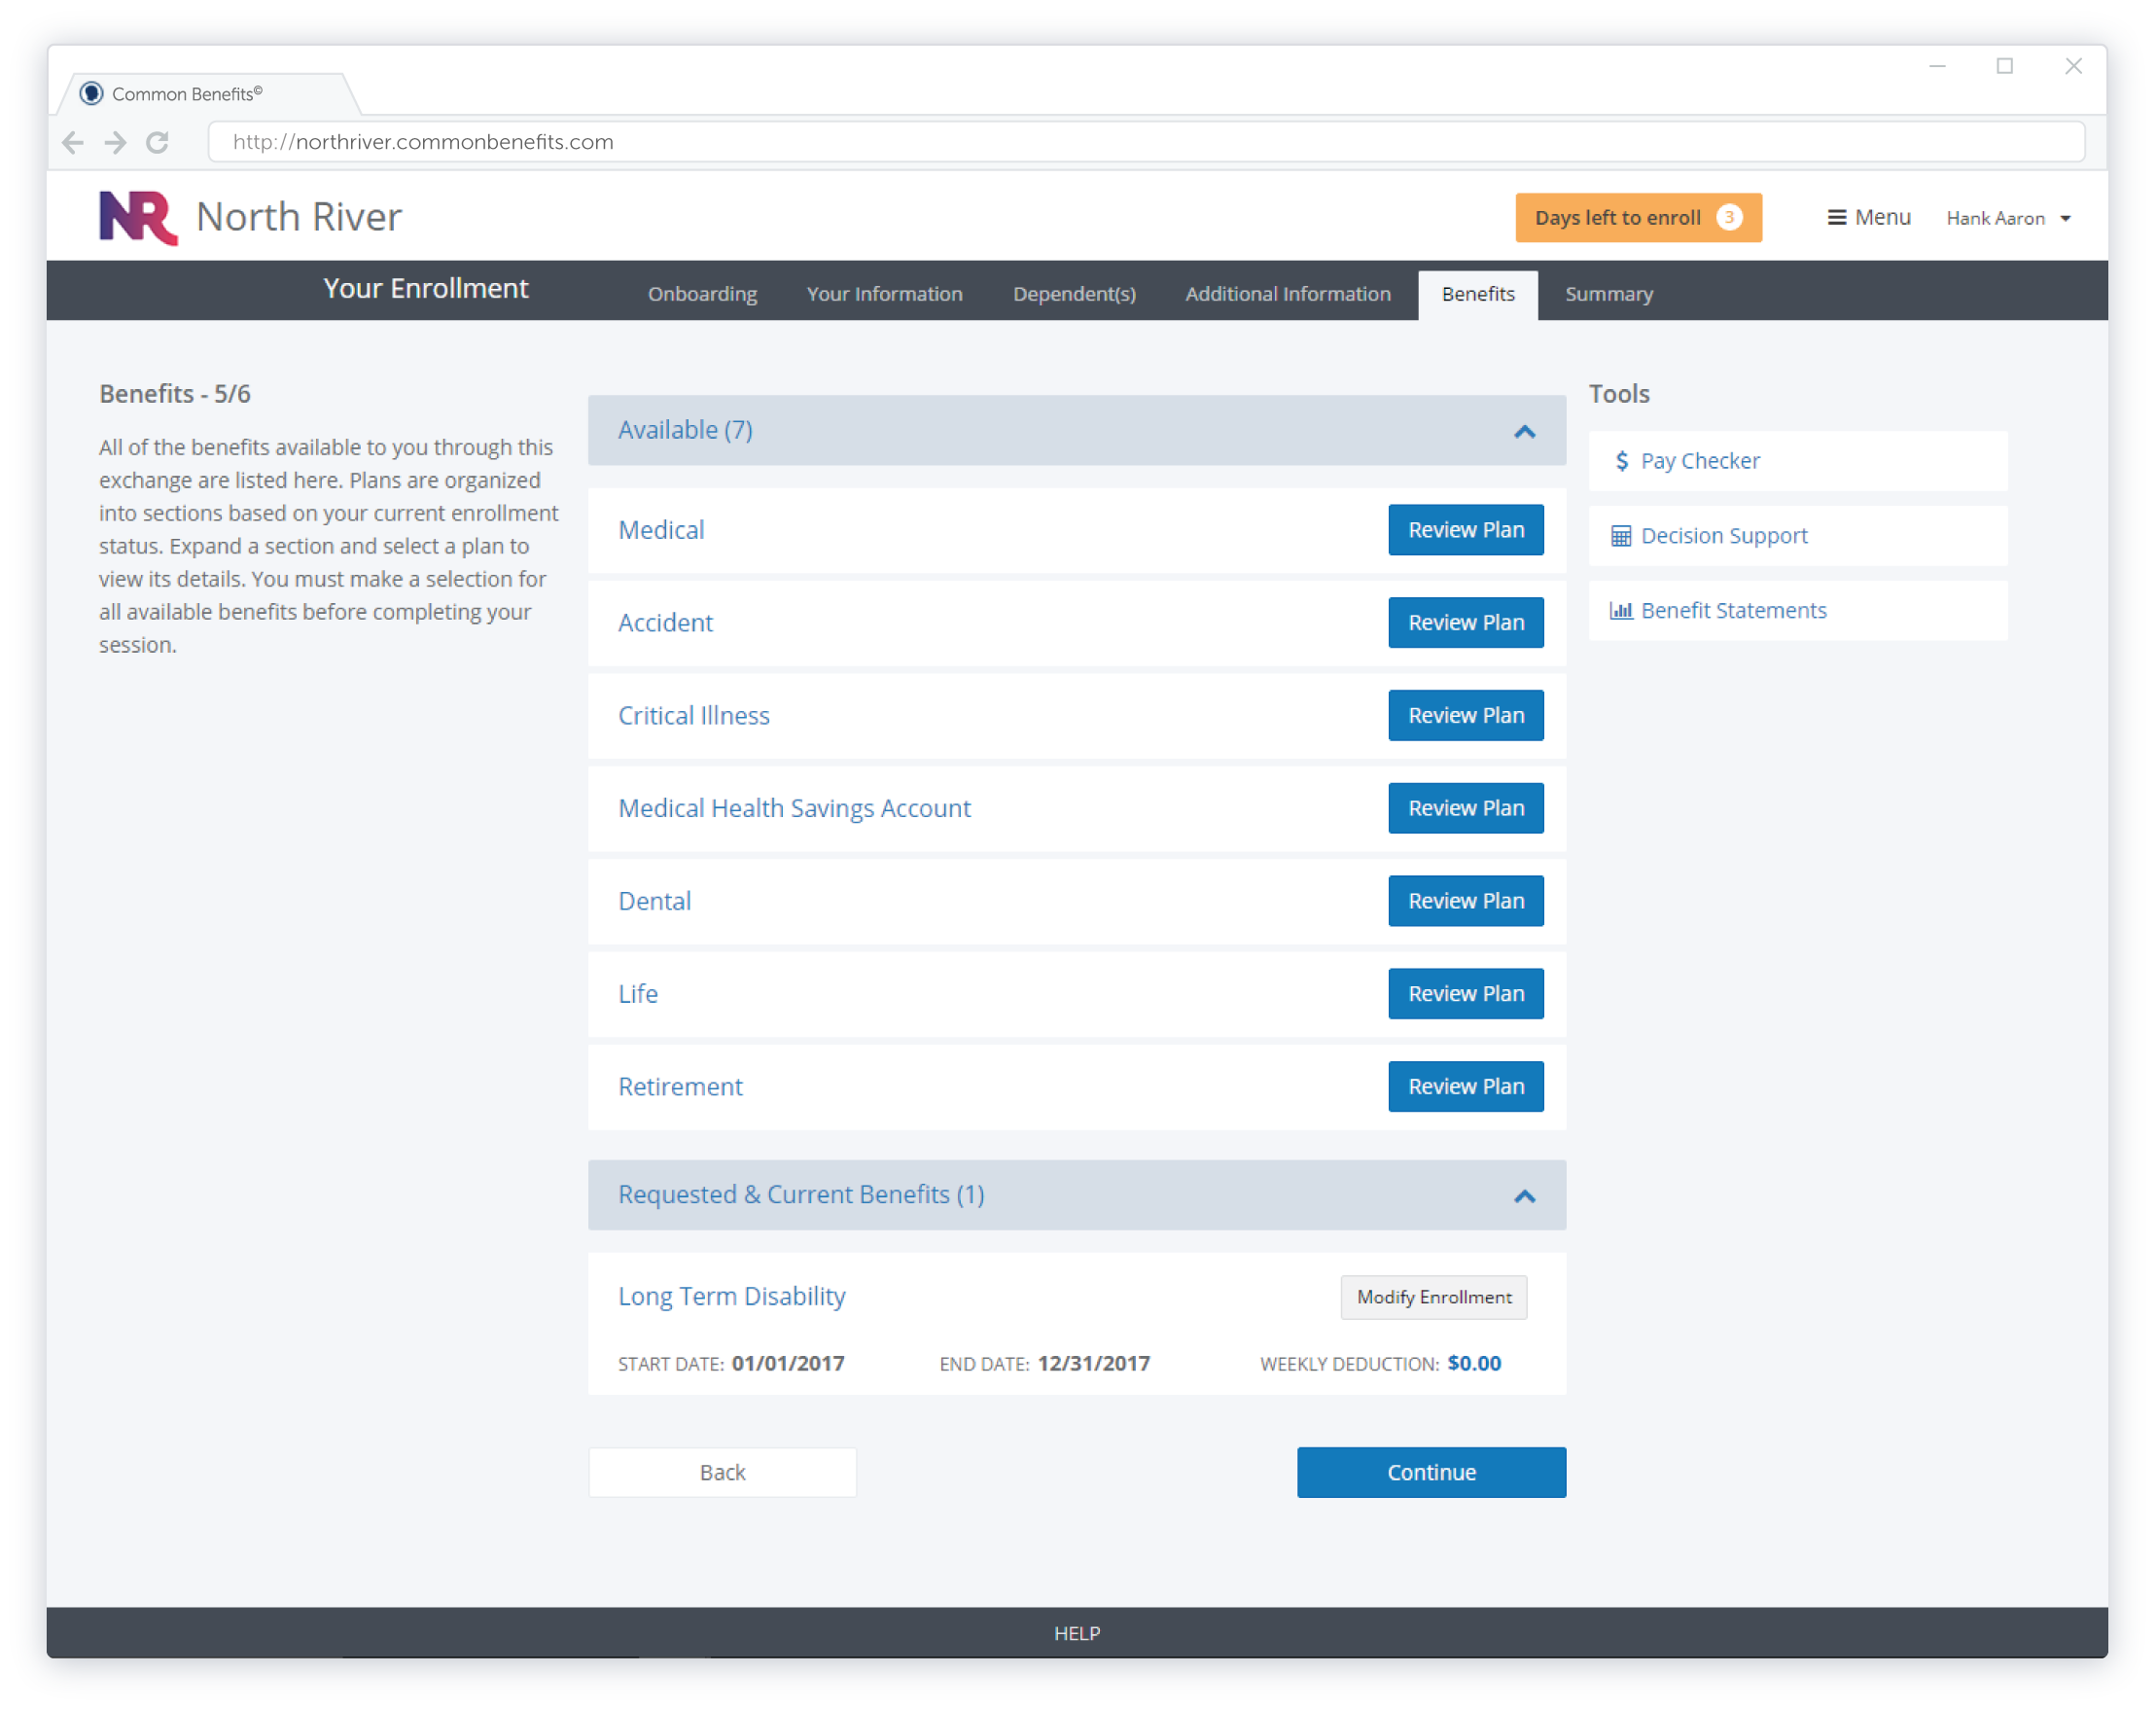 Common Benefits©
http://northriver.commonbenefits.com
NR North River
Days left to enroll 3
Menu
Hank Aaron
Your Enrollment
Onboarding
Your Information
Dependent(s)
Additional Information
Benefits
Summary
Benefits - 5/6
All of the benefits available to you through this
exchange are listed here. Plans are organized
into sections based on your current enrollment
status. Expand a section and select a plan to
view its details. You must make a selection for
all available benefits before completing your
session.
Available (7)
Medical
Review Plan
Accident
Review Plan
Critical Illness
Review Plan
Medical Health Savings Account
Review Plan
Dental
Review Plan
Life
Review Plan
Retirement
Review Plan
Requested & Current Benefits (1)
Long Term Disability
Modify Enrollment
START DATE: 01/01/2017
END DATE: 12/31/2017
WEEKLY DEDUCTION: $0.00
Back
Continue
Tools
$ Pay Checker
Decision Support
Benefit Statements
HELP